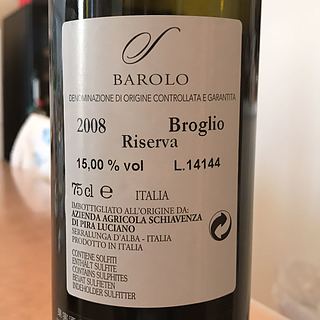 S
BAROLO
DENOMINAZIONE DI ORIGINE CONTROLLATA E GARANTITA
2008 Broglio
Riserva
15,00 % vol L.14144
75 cl e ITALIA
IMBOTTIGLIATO ALL'ORIGINE DA:
AZIENDA AGRICOLA SCHIAVENZA
DI PIRA LUCIANO
SERRALUNGA D'ALBA - ITALIA
PRODOTTO IN ITALIA
CONTIENE SOLFITI
ENTHÄLT SULFITE
CONTAINS SULPHITES
BEVAT SULFIETEN
INDEHOLDER SULFITTER